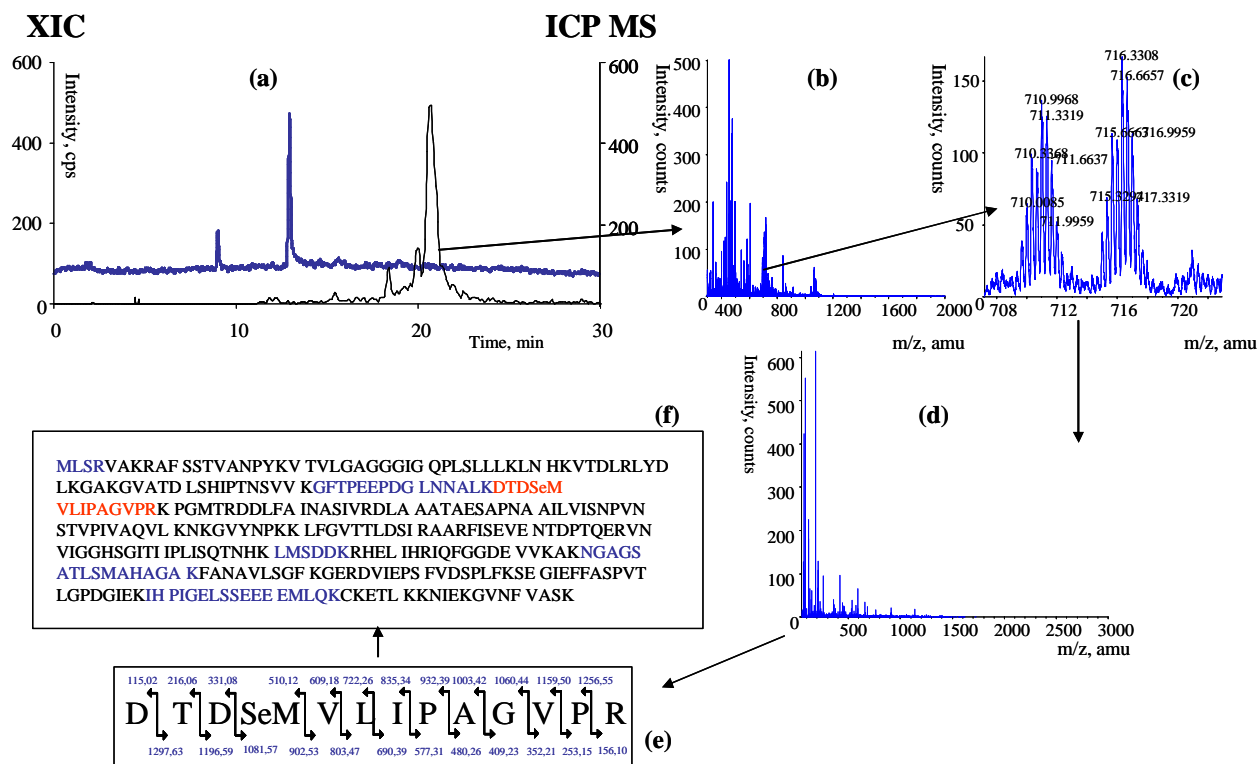 XIC
ICP MS
600
400
200
0
Intensity, cps
(a)
600
400
200
0
0
10
20
30
Time, min
500
400
300
200
100
0
Intensity, counts
(b)
400
800
1200
1600
2000
m/z, amu
150
100
50
0
Intensity, counts
(c)
716.3308
716.6657
710.9968
711.3319
715.6663
716.9959
710.3368
711.6637
715.3294
717.3319
710.0085
711.9959
708
712
716
720
m/z, amu
600
500
400
300
200
100
0
Intensity, counts
(d)
500
1000
1500
2000
2500
3000
m/z, amu
(f)
MLSRVAKRAF SSTVANPYKV TVLGAGGGIG QPLSLLLKLN HKVTDLRLYD
LKGAKGVATD LSHIPTNSVV KGFTPEEPDG LNNALKDTDSeM
VLIPAGVPRK PGMTRDDLFA INASIVRDLA AATAESAPNA AILVISNPVN
STVPIVAQVL KNKGVYNPKK LFGVTTLDSI RAARFISEVE NTDPTQERVN
VIGGHSGITI IPLISQTNHK LMSDDKRHEL IHRIQFGGDE VVKAKNGAGS
ATLSMAHAGA KFANAVLSGF KGERDVIEPS FVDSPLFKSE GIEFFASPVT
LGPDGIEKIH PIGELSSEEE EMLQKCKETL KKNIEKGVNF VASK
115,02 216,06 331,08 510,12 609,18 722,26 835,34 932,39 1003,42 1060,44 1159,50 1256,55
D T D SeM V L I P A G V P R
1297,63 1196,59 1081,57 902,53 803,47 690,39 577,31 480,26 409,23 352,21 253,15 156,10
(e)